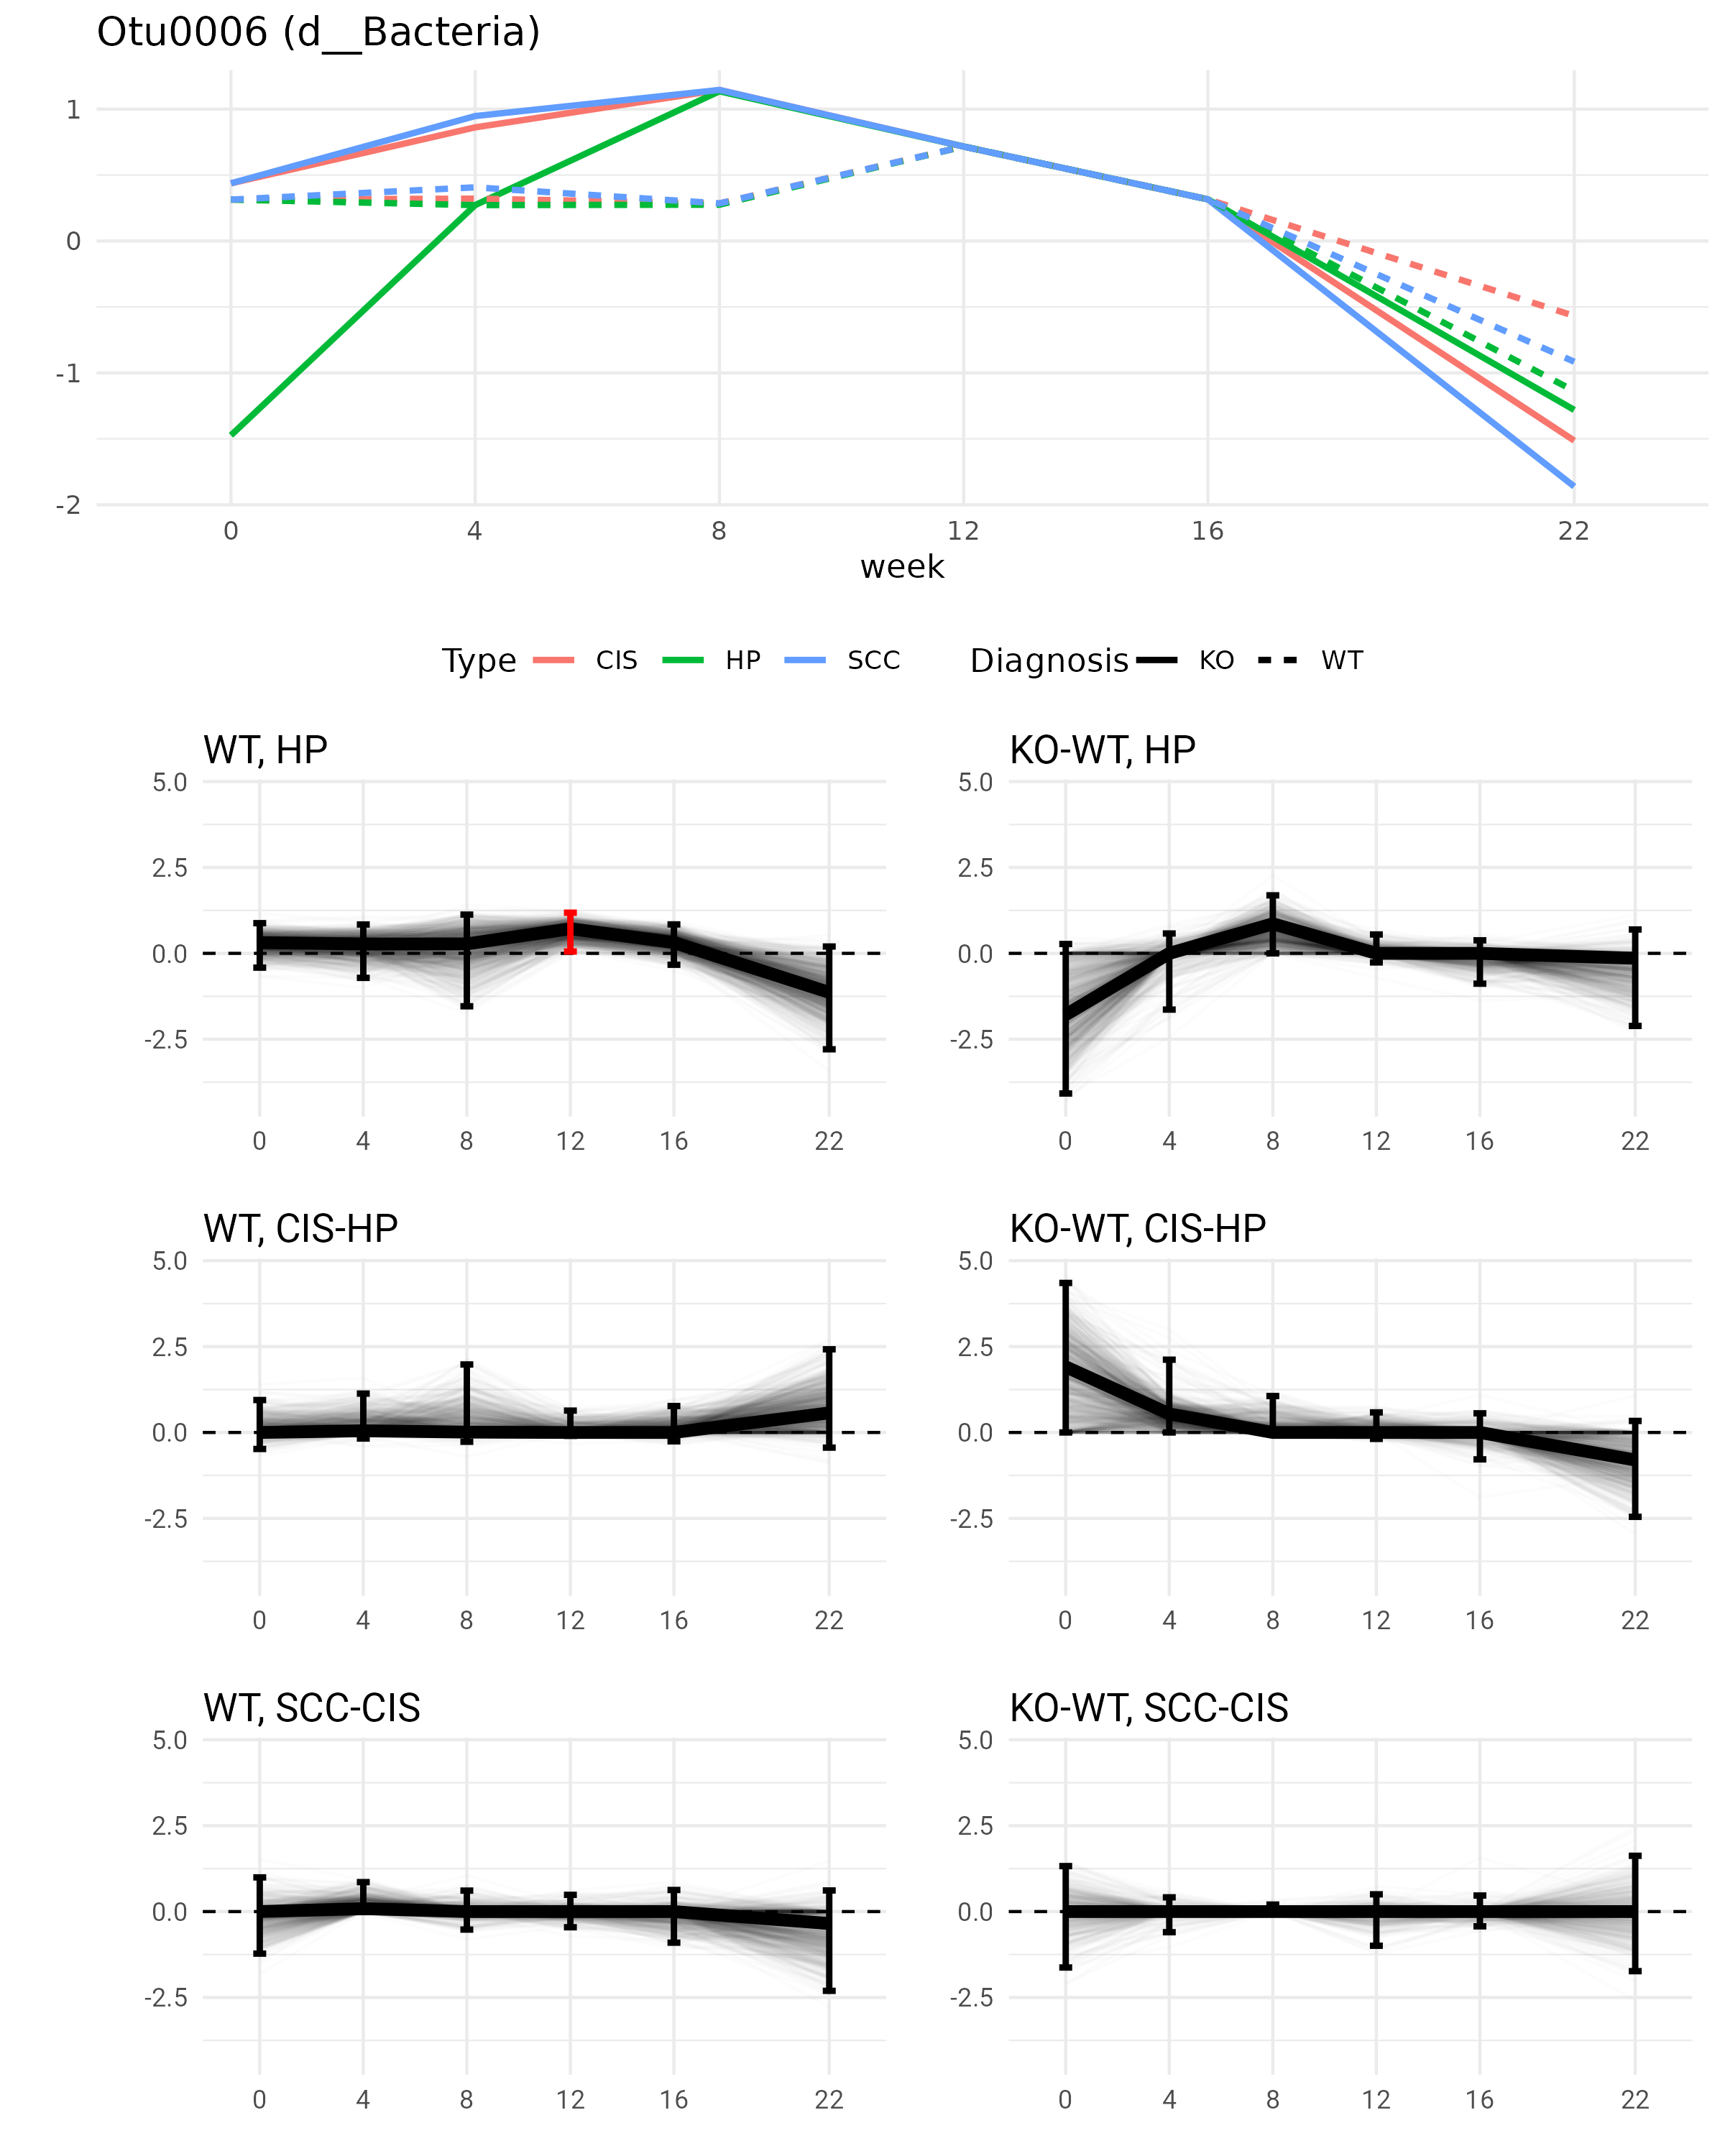 Otu0006 (d__Bacteria)
1
0
-1
-2
0 4 8 12 16 22
week
Type CIS HP SCC Diagnosis KO WT
WT, HP KO-WT, HP
5.0 5.0
2.5 2.5
0.0 0.0
-2.5 -2.5
0 4 8 12 16 22 0 4 8 12 16 22
WT, CIS-HP KO-WT, CIS-HP
5.0 5.0
2.5 2.5
0.0 0.0
-2.5 -2.5
0 4 8 12 16 22 0 4 8 12 16 22
WT, SCC-CIS KO-WT, SCC-CIS
5.0 5.0
2.5 2.5
0.0 0.0
-2.5 -2.5
0 4 8 12 16 22 0 4 8 12 16 22